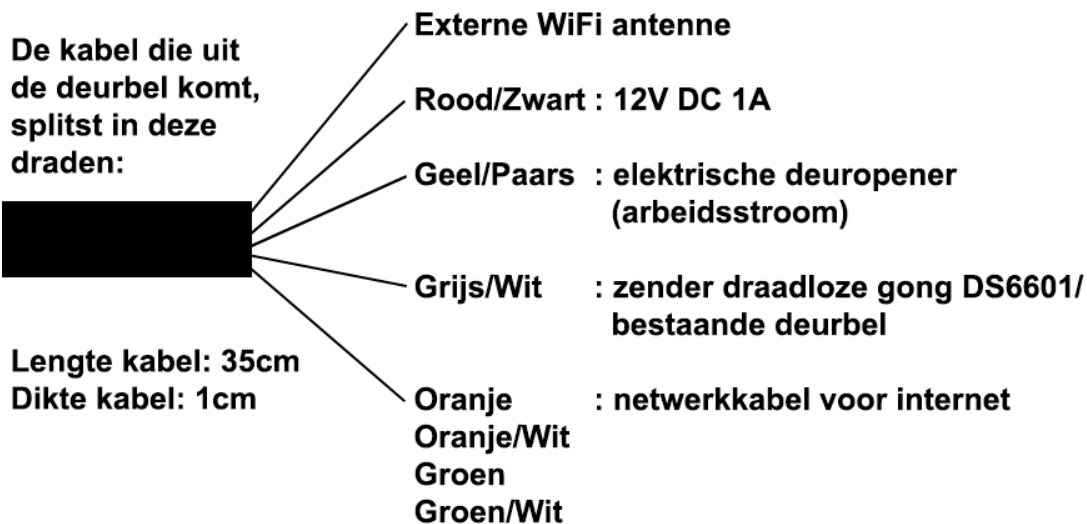 De kabel die uit
de deurbel komt,
splitst in deze
draden:
Externe WiFi antenne
Rood/Zwart : 12V DC 1A
Geel/Paars : elektrische deuropener
(arbeidsstroom)
Grijs/Wit : zender draadloze gong DS6601/
bestaande deurbel
Lengte kabel: 35cm
Dikte kabel: 1cm
Oranje : netwerkkabel voor internet
Oranje/Wit
Groen
Groen/Wit